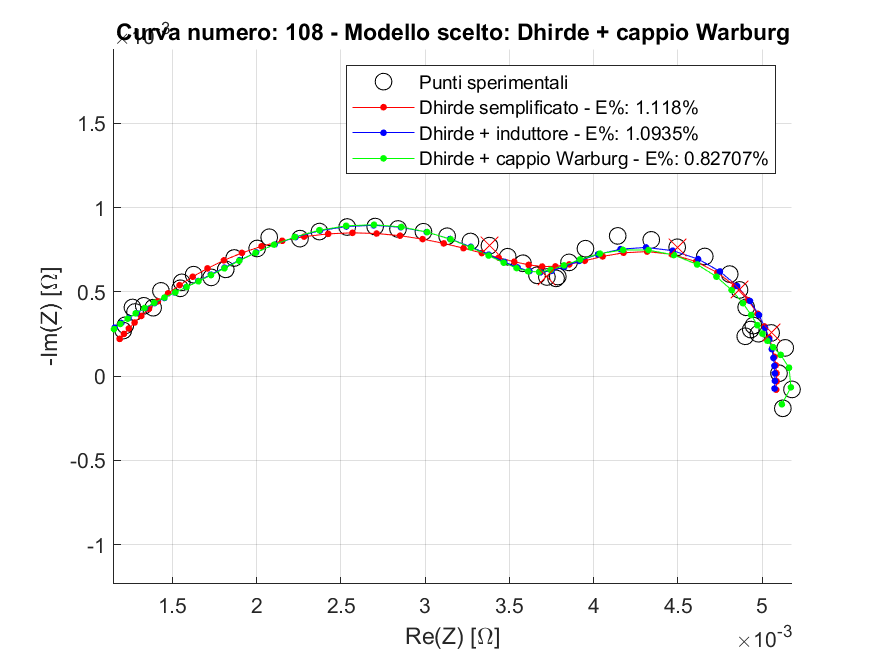 Curva numero: 108 - Modello scelto: Dhirde + cappio Warburg
×10⁻³
Punti sperimentali
Dhirde semplificato - E%: 1.118%
Dhirde + induttore - E%: 1.0935%
Dhirde + cappio Warburg - E%: 0.82707%
1.5
1
0.5
0
-0.5
-1
-Im(Z) [Ω]
1.5 2 2.5 3 3.5 4 4.5 5
Re(Z) [Ω]
×10⁻³